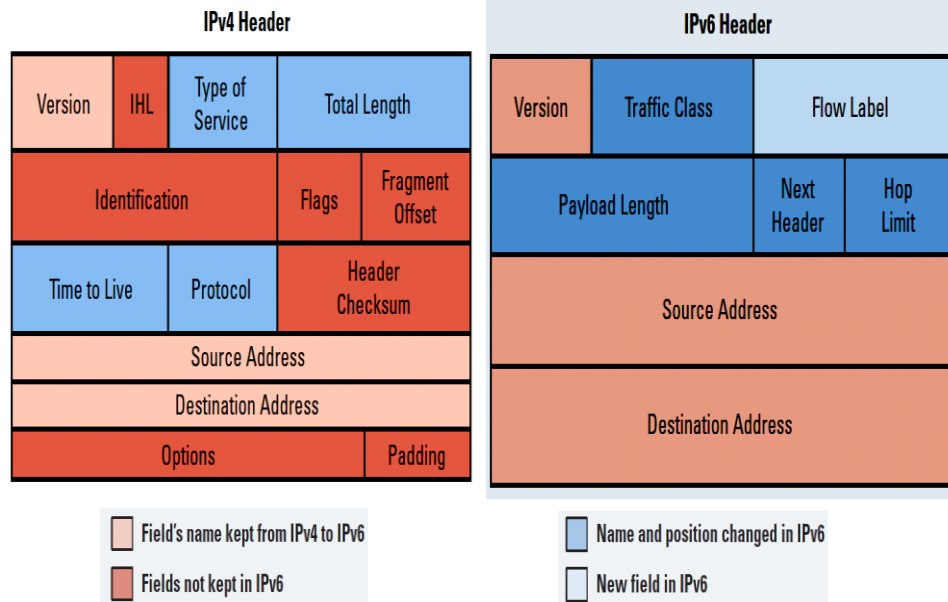 IPv4 Header
Version IHL Type of Service Total Length
Identification Flags Fragment Offset
Time to Live Protocol Header Checksum
Source Address
Destination Address
Options Padding
IPv6 Header
Version Traffic Class Flow Label
Payload Length Next Header Hop Limit
Source Address
Destination Address
Field's name kept from IPv4 to IPv6
Fields not kept in IPv6
Name and position changed in IPv6
New field in IPv6